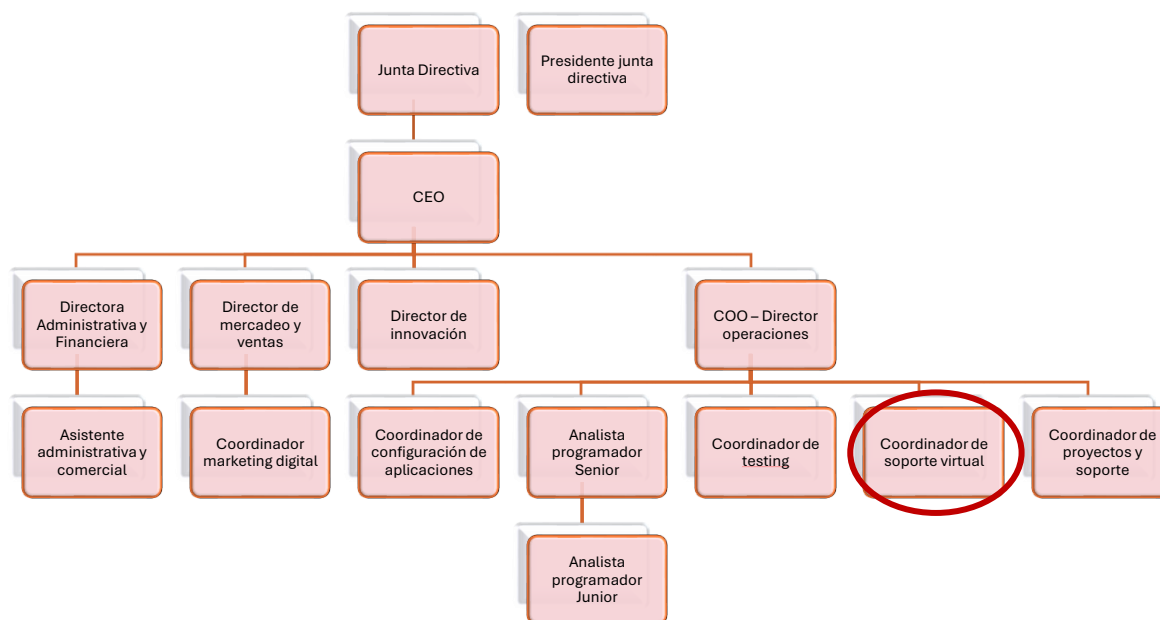 Junta Directiva
Presidente junta
directiva
CEO
Directora
Administrativa y
Financiera
Director de
mercadeo y
ventas
Director de
innovación
COO – Director
operaciones
Asistente
administrativa y
comercial
Coordinador
marketing digital
Coordinador de
configuración de
aplicaciones
Analista
programador
Senior
Coordinador de
testing
Coordinador de
soporte virtual
Coordinador de
proyectos y
soporte
Analista
programador
Junior